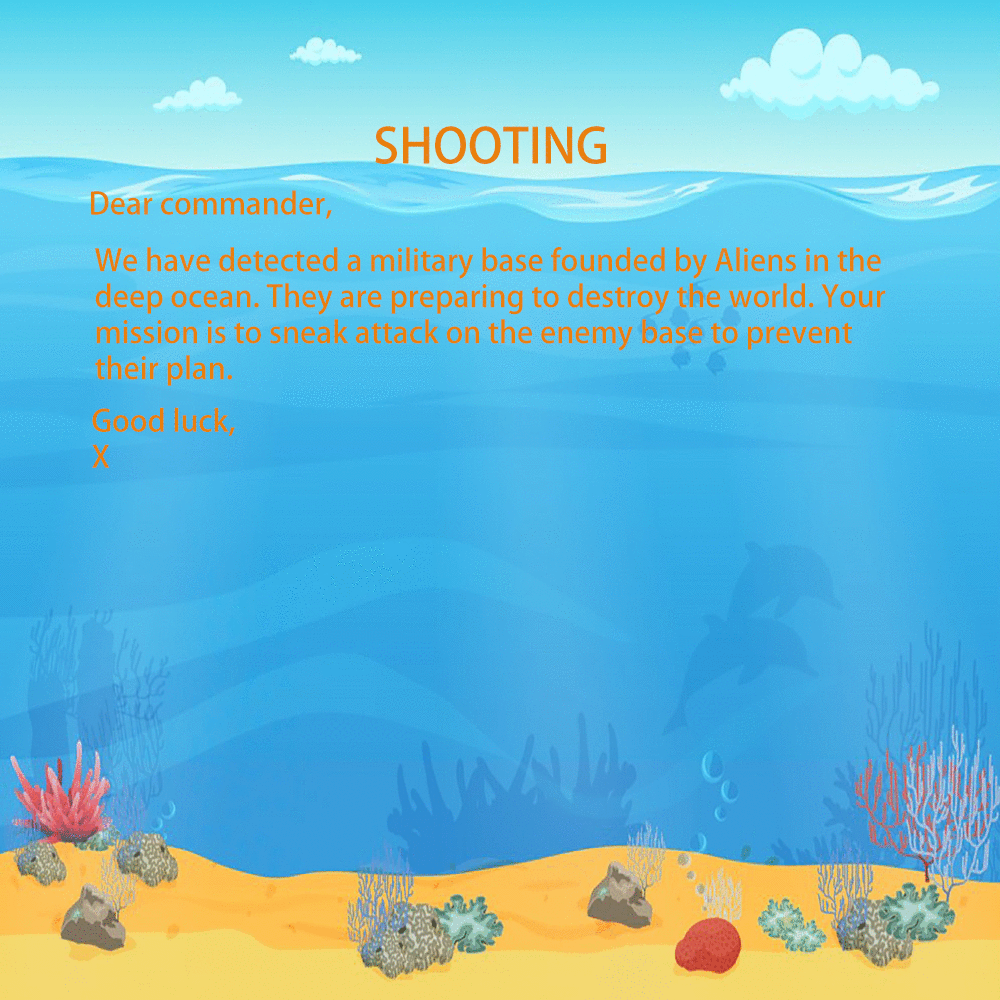 SHOOTING
Dear commander,
We have detected a military base founded by Aliens in the
deep ocean. They are preparing to destroy the world. Your
mission is to sneak attack on the enemy base to prevent
their plan.
Good luck,
X